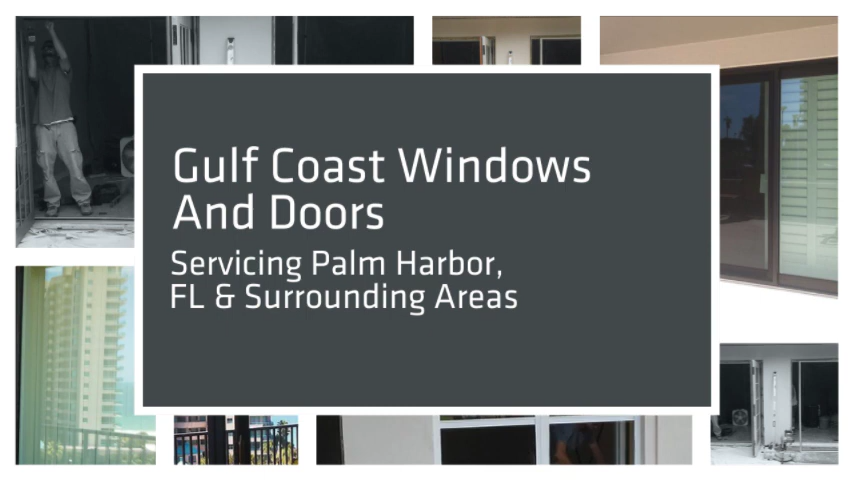 Gulf Coast Windows
And Doors
Servicing Palm Harbor,
FL & Surrounding Areas